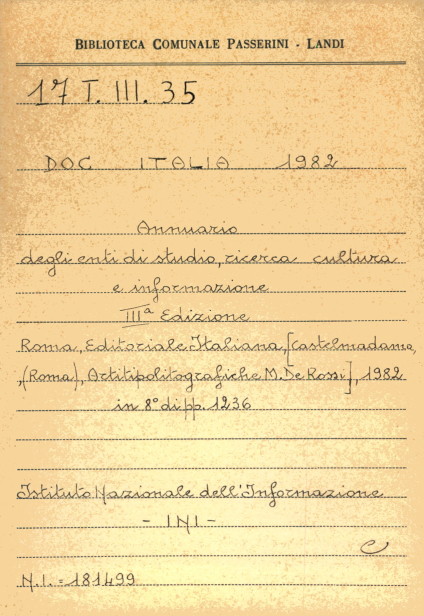 BIBLIOTECA COMUNALE PASSERINI - LANDI
17 T. III. 35
DOC ITALIA 1982
Annuario
degli enti di studio, ricerca cultura
e informazione
IIIª Edizione
Roma, Editoriale Italiana, [Castelmadama,
(Roma), Artitipolitografiche M. De Rossi], 1982
in 8° di pp. 1236
Istituto Nazionale dell'Informazione
- INI -
N.I. = 181499